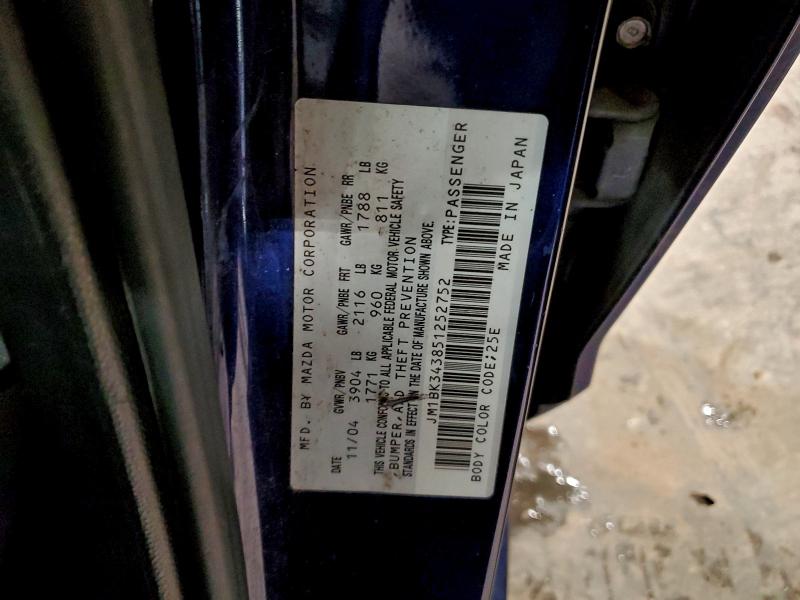 MFD. BY MAZDA MOTOR CORPORATION
DATE GVWR/PNBV GAWR/PNBE FRT GAWR/PNBE RR
11/04 3904 LB 2116 LB 1788 LB
1771 KG 960 KG 811 KG
THIS VEHICLE CONFORMS TO ALL APPLICABLE FEDERAL MOTOR VEHICLE SAFETY
BUMPER, AND THEFT PREVENTION
STANDARDS IN EFFECT ON THE DATE OF MANUFACTURE SHOWN ABOVE.
JM1BK343851252752 TYPE:PASSENGER
BODY COLOR CODE;25E MADE IN JAPAN